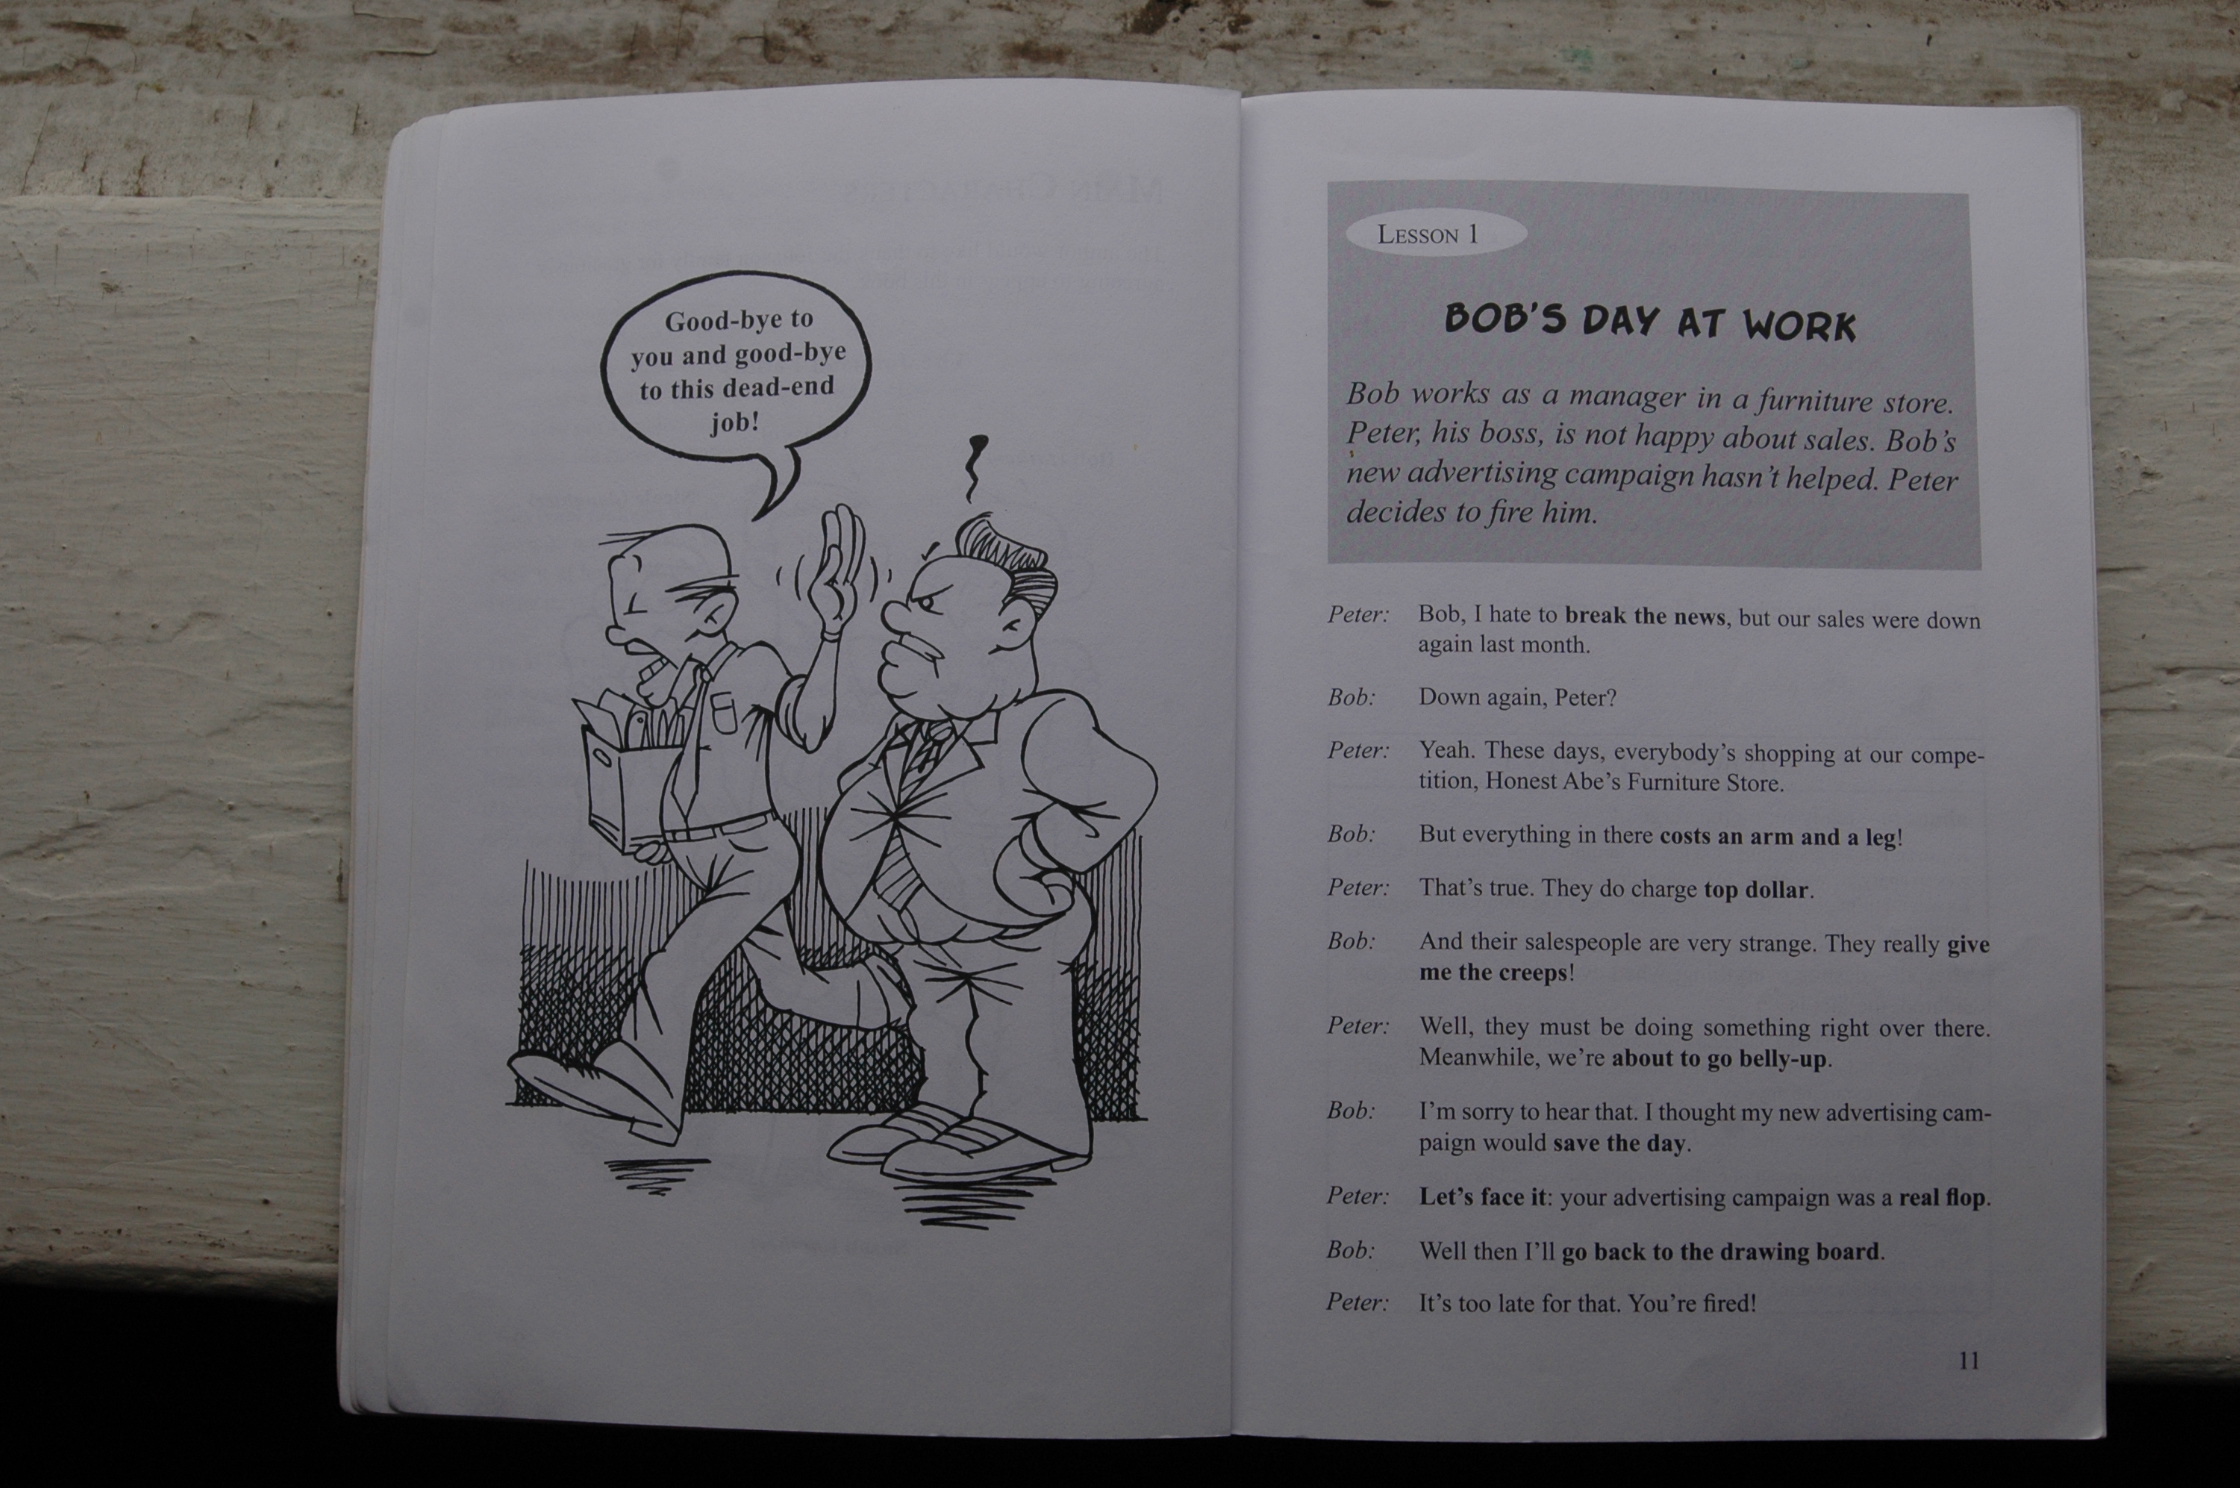 Good-bye to
you and good-bye
to this dead-end
job!
LESSON 1
BOB'S DAY AT WORK
Bob works as a manager in a furniture store.
Peter, his boss, is not happy about sales. Bob's
new advertising campaign hasn't helped. Peter
decides to fire him.
Peter: Bob, I hate to break the news, but our sales were down
again last month.
Bob: Down again, Peter?
Peter: Yeah. These days, everybody's shopping at our compe-
tition, Honest Abe's Furniture Store.
Bob: But everything in there costs an arm and a leg!
Peter: That's true. They do charge top dollar.
Bob: And their salespeople are very strange. They really give
me the creeps!
Peter: Well, they must be doing something right over there.
Meanwhile, we're about to go belly-up.
Bob: I'm sorry to hear that. I thought my new advertising cam-
paign would save the day.
Peter: Let's face it: your advertising campaign was a real flop.
Bob: Well then I'll go back to the drawing board.
Peter: It's too late for that. You're fired!
11